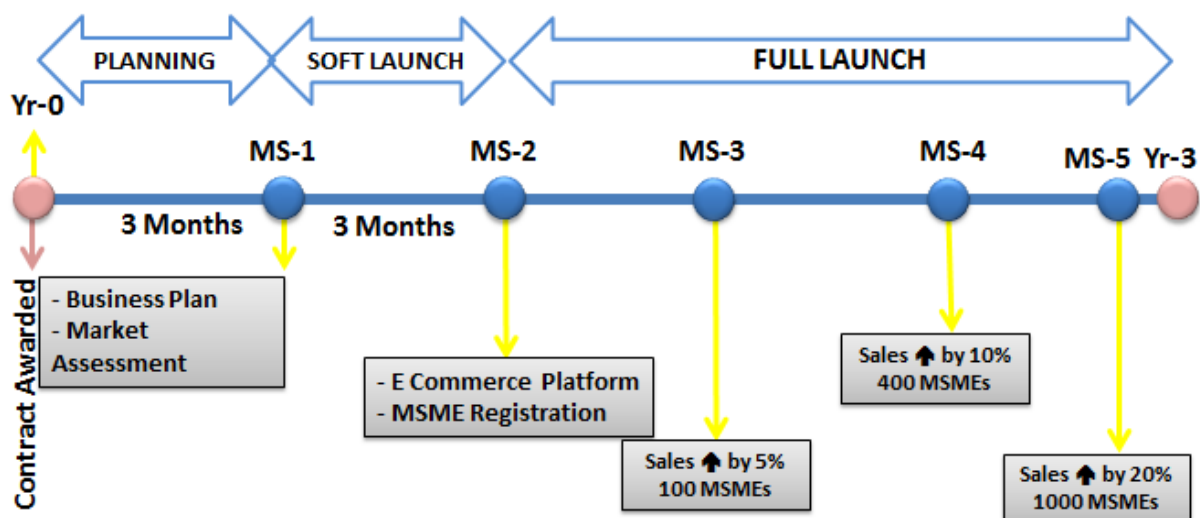 PLANNING
SOFT LAUNCH
FULL LAUNCH
Yr-0
MS-1
MS-2
MS-3
MS-4
MS-5
Yr-3
3 Months
3 Months
Contract Awarded
- Business Plan
- Market
Assessment
- E Commerce Platform
- MSME Registration
Sales ↑ by 5%
100 MSMEs
Sales ↑ by 10%
400 MSMEs
Sales ↑ by 20%
1000 MSMEs